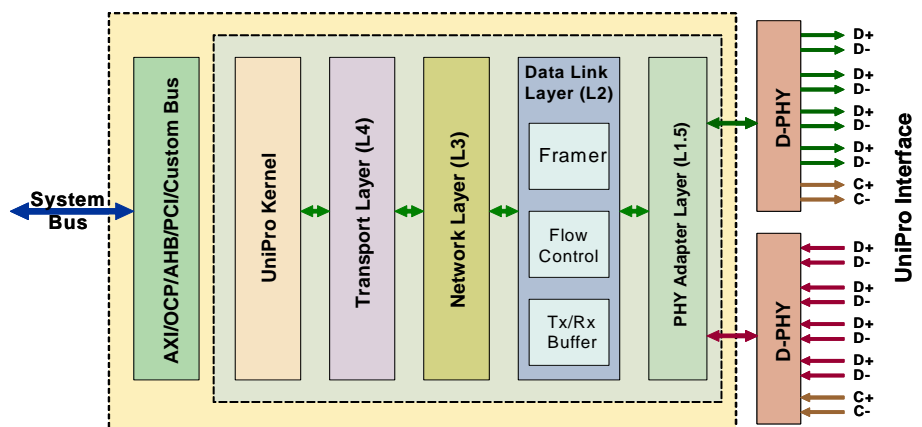 System
Bus
AXI/OCP/AHB/PCI/Custom Bus
UniPro Kernel
Transport Layer (L4)
Network Layer (L3)
Data Link
Layer (L2)
Framer
Flow
Control
Tx/Rx
Buffer
PHY Adapter Layer (L1.5)
D-PHY
D+
D-
D+
D-
D+
D-
D+
D-
C+
C-
D-PHY
D+
D-
D+
D-
D+
D-
D+
D-
C+
C-
UniPro Interface